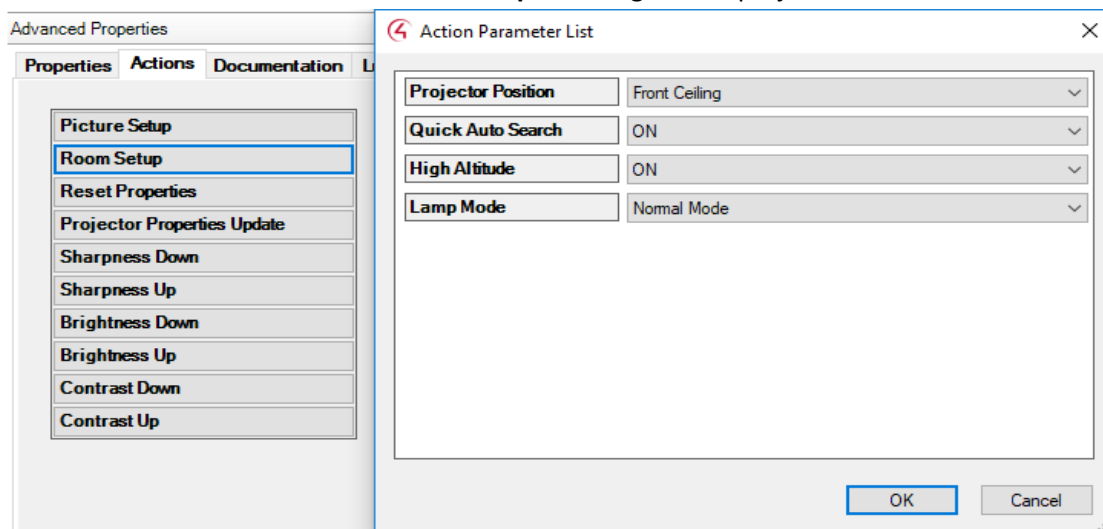 Advanced Properties
Properties Actions Documentation
Picture Setup
Room Setup
Reset Properties
Projector Properties Update
Sharpness Down
Sharpness Up
Brightness Down
Brightness Up
Contrast Down
Contrast Up
Action Parameter List
Projector Position Front Ceiling
Quick Auto Search ON
High Altitude ON
Lamp Mode Normal Mode
OK Cancel